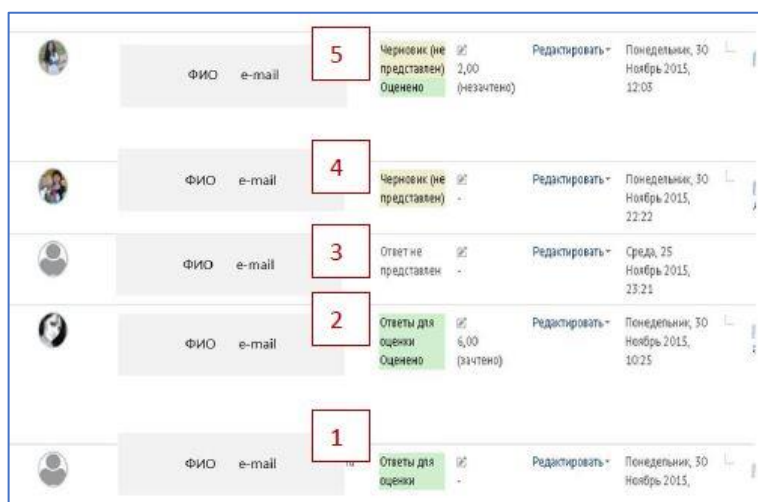 5
ФИО e-mail
Черновик (не
представлен)
Оценено
2,00
(незачтено)
Редактировать
Понедельник, 30
Ноябрь 2015,
12:03
4
ФИО e-mail
Черновик (не
представлен)
-
Редактировать
Понедельник, 30
Ноябрь 2015,
22:22
3
ФИО e-mail
Ответ не
представлен
-
Редактировать
Среда, 25
Ноябрь 2015,
23:21
2
ФИО e-mail
Ответы для
оценки
Оценено
6,00
(зачтено)
Редактировать
Понедельник, 30
Ноябрь 2015,
10:25
1
ФИО e-mail
Ответы для
оценки
-
Редактировать
Понедельник, 30
Ноябрь 2015,